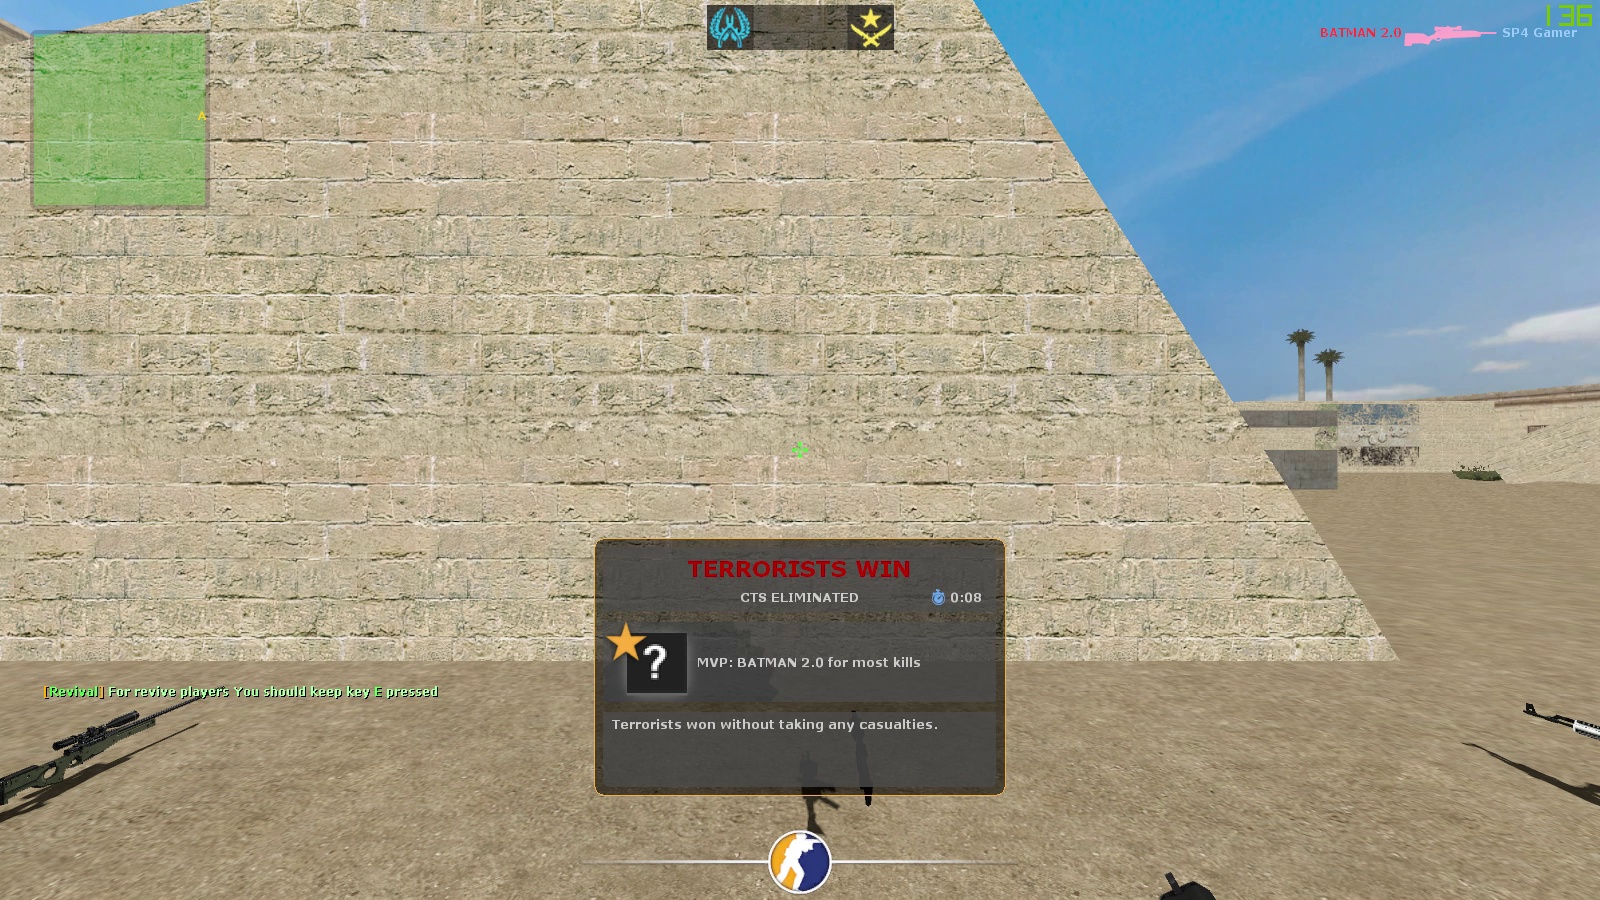 136
BATMAN 2.0 SP4 Gamer
A
TERRORISTS WIN
CTS ELIMINATED 0:08
?
MVP: BATMAN 2.0 for most kills
[Revival] For revive players You should keep key E pressed
Terrorists won without taking any casualties.